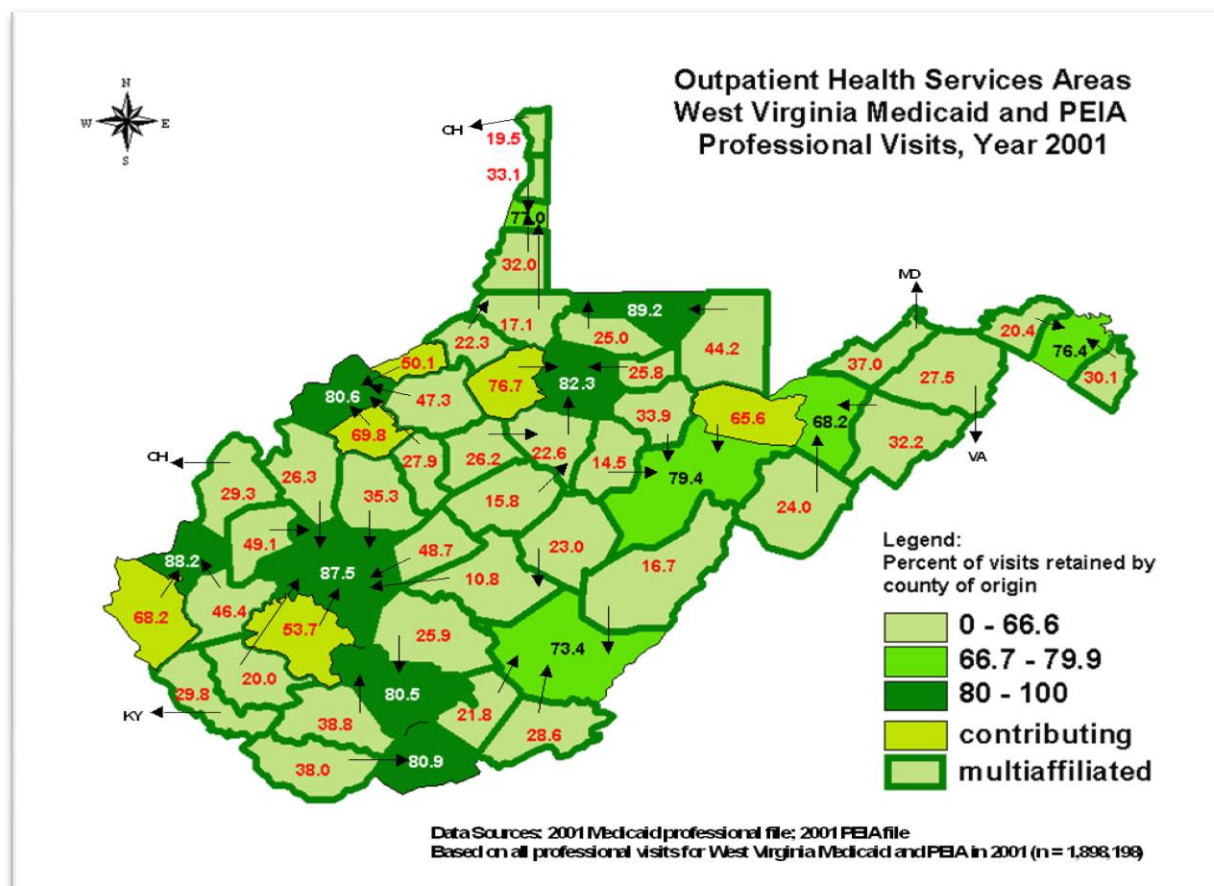 Outpatient Health Services Areas
West Virginia Medicaid and PEIA
Professional Visits, Year 2001
N
W E
S
OH
19.5
33.1
77.0
32.0
MD
89.2
17.1
25.0
22.3
44.2
20.4
76.4
37.0
30.1
50.1
27.5
76.7
82.3
25.8
80.6
47.3
33.9
65.6
68.2
69.8
32.2
VA
OH
27.9
26.2
22.6
14.5
26.3
79.4
29.3
35.3
15.8
24.0
49.1
48.7
23.0
88.2
87.5
10.8
16.7
68.2
46.4
53.7
25.9
73.4
20.0
29.8
80.5
KY
38.8
21.8
28.6
38.0
80.9
Legend:
Percent of visits retained by
county of origin
0 - 66.6
66.7 - 79.9
80 - 100
contributing
multiaffiliated
Data Sources: 2001 Medicaid professional file; 2001 PEIA file
Based on all professional visits for West Virginia Medicaid and PEIA in 2001 (n = 1,898,198)